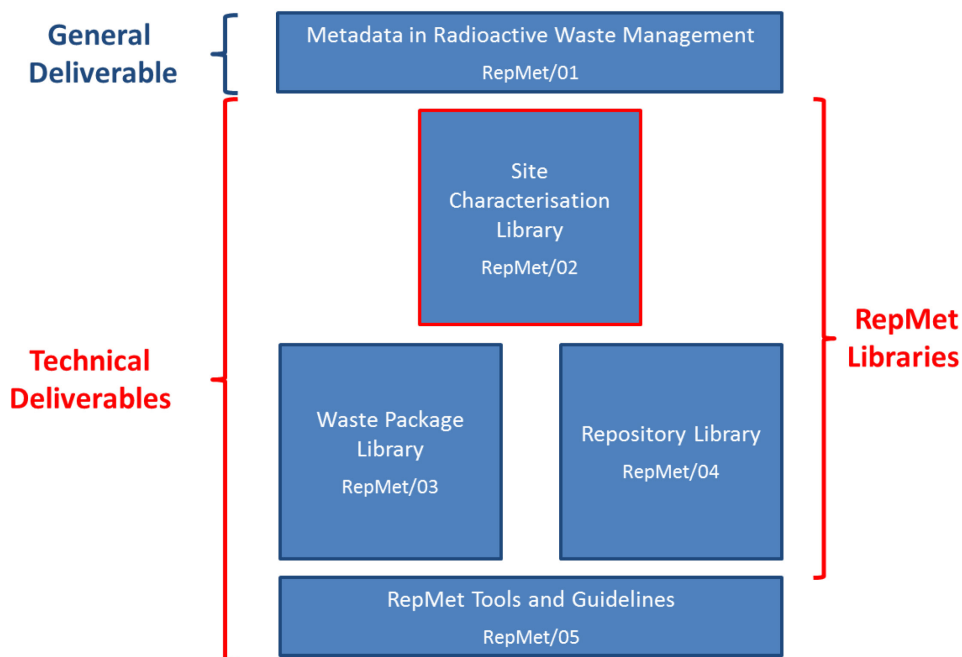 General
Deliverable
Metadata in Radioactive Waste Management
RepMet/01
Site
Characterisation
Library
RepMet/02
Technical
Deliverables
RepMet
Libraries
Waste Package
Library
RepMet/03
Repository Library
RepMet/04
RepMet Tools and Guidelines
RepMet/05